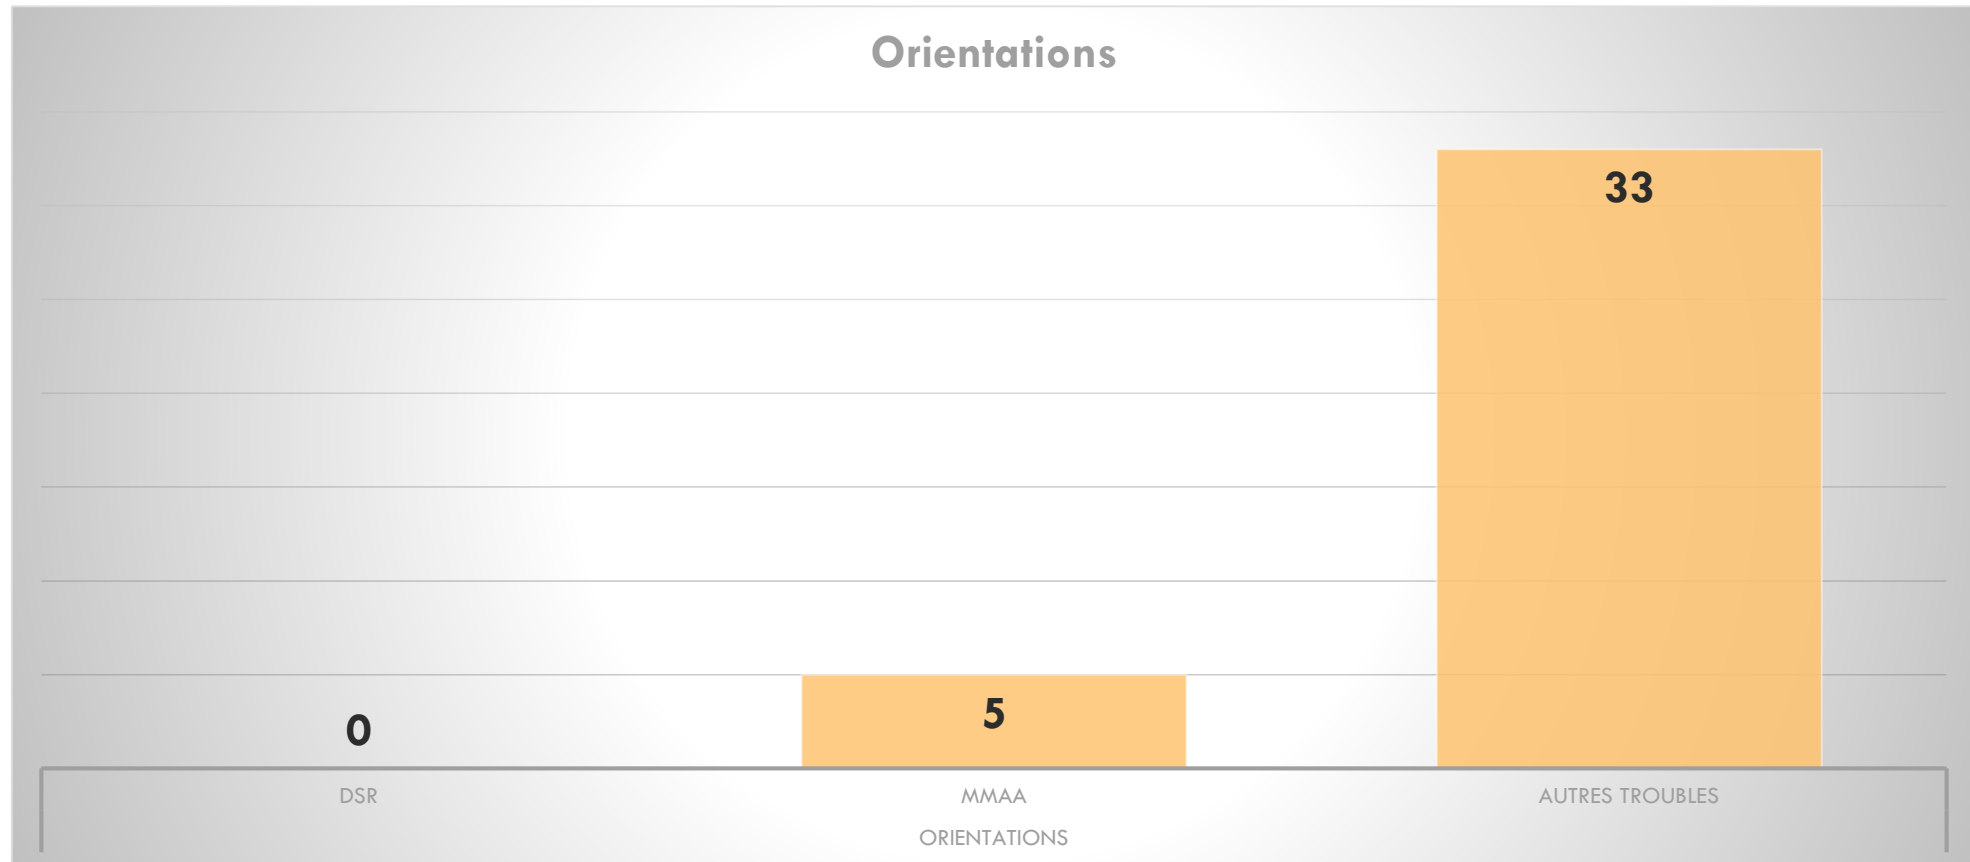 Orientations
33
5
0
DSR
MMAA
AUTRES TROUBLES
ORIENTATIONS